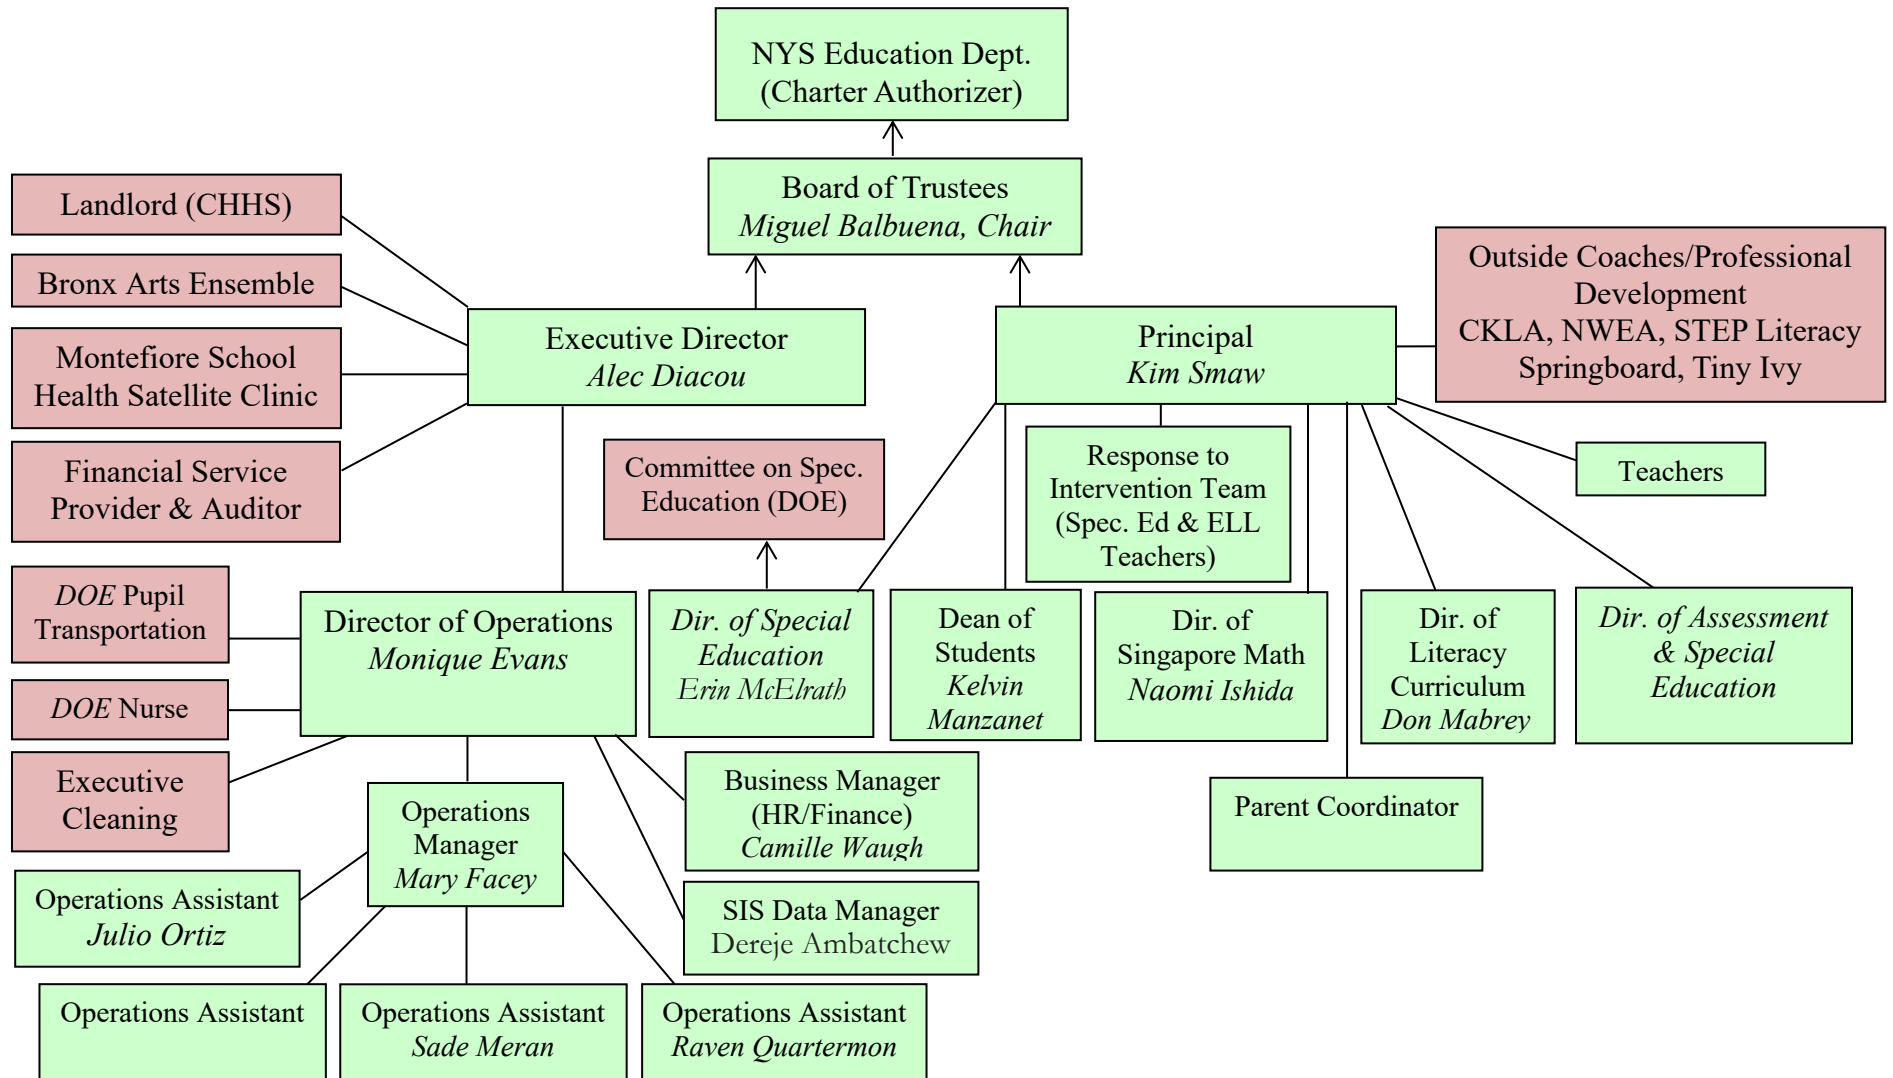 NYS Education Dept.
(Charter Authorizer)
Board of Trustees
Miguel Balbuena, Chair
Landlord (CHHS)
Bronx Arts Ensemble
Montefiore School
Health Satellite Clinic
Financial Service
Provider & Auditor
Executive Director
Alec Diacou
Principal
Kim Smaw
Outside Coaches/Professional
Development
CKLA, NWEA, STEP Literacy
Springboard, Tiny Ivy
Committee on Spec.
Education (DOE)
Response to
Intervention Team
(Spec. Ed & ELL
Teachers)
Teachers
DOE Pupil
Transportation
DOE Nurse
Executive
Cleaning
Director of Operations
Monique Evans
Dir. of Special
Education
Erin McElrath
Dean of
Students
Kelvin
Manzanet
Dir. of
Singapore Math
Naomi Ishida
Dir. of
Literacy
Curriculum
Don Mabrey
Dir. of Assessment
& Special
Education
Operations
Manager
Mary Facey
Business Manager
(HR/Finance)
Camille Waugh
Parent Coordinator
SIS Data Manager
Dereje Ambatchew
Operations Assistant
Julio Ortiz
Operations Assistant
Operations Assistant
Sade Meran
Operations Assistant
Raven Quartermon